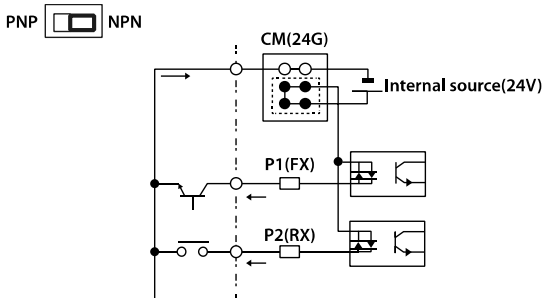 PNP NPN
CM(24G)
Internal source(24V)
P1(FX)
P2(RX)